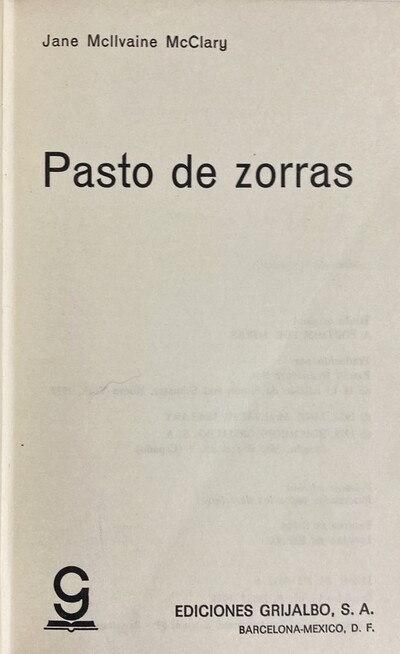 Jane McIlvaine McClary
Pasto de zorras
EDICIONES GRIJALBO, S. A.
BARCELONA-MEXICO, D. F.